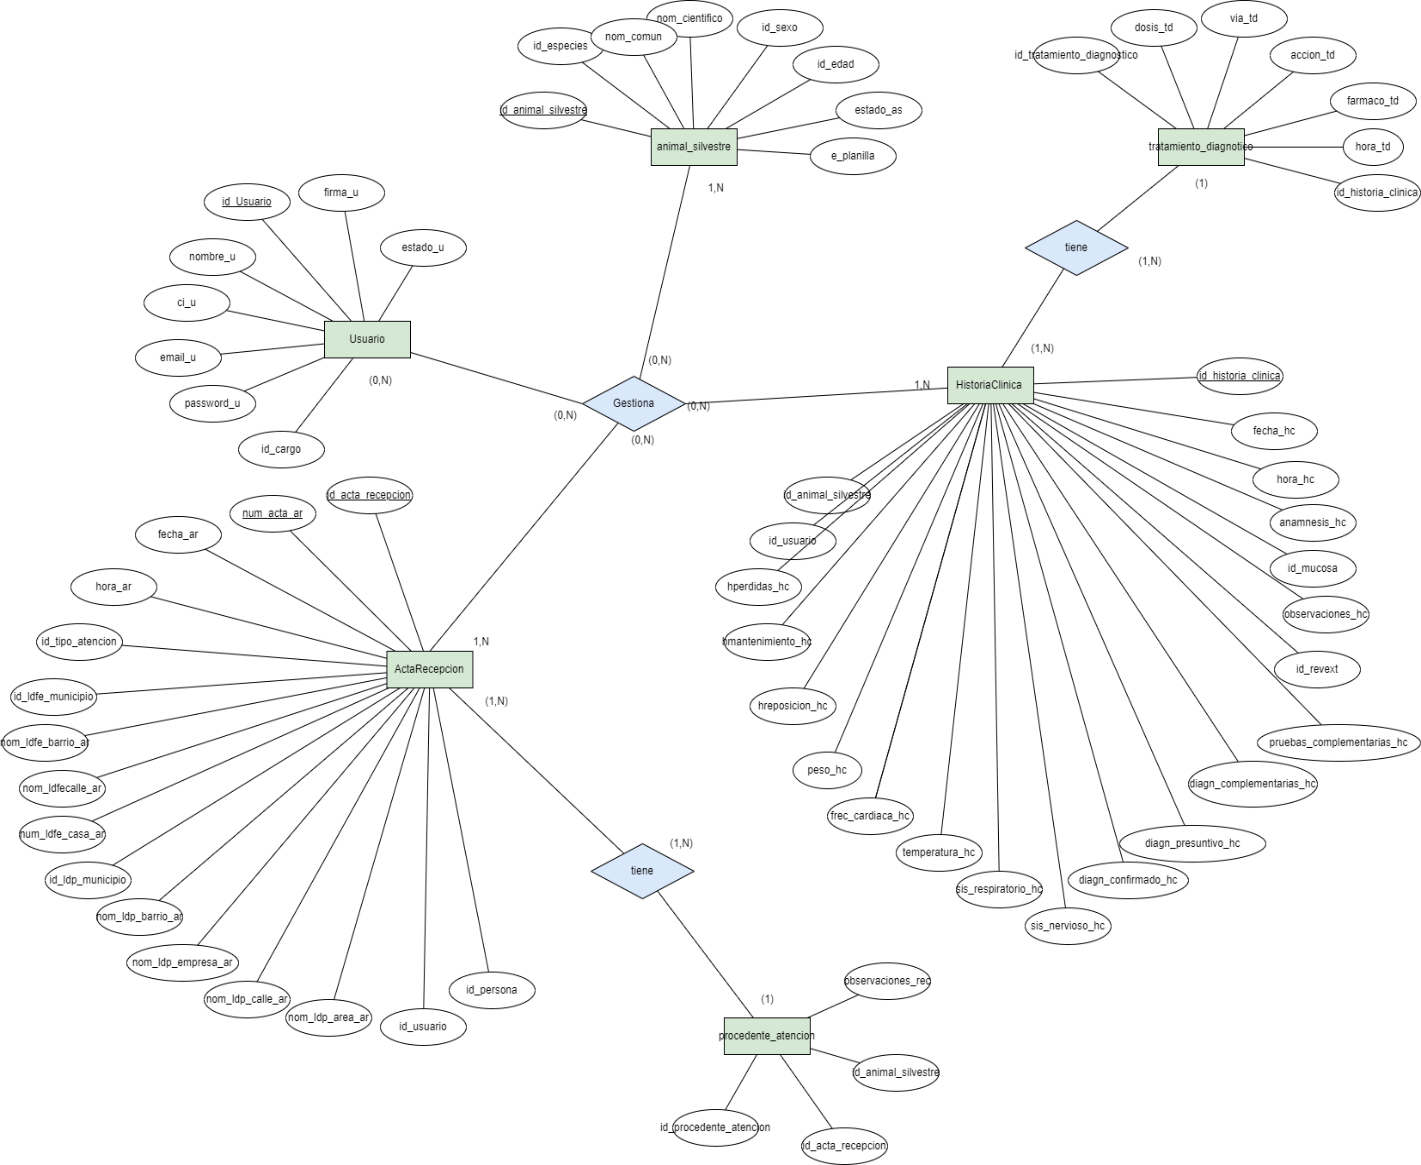 nom_cientifico
nom_comun
id_sexo
id_especies
id_edad
id_animal_silvestre
estado_as
animal_silvestre
e_planilla
1,N
via_td
dosis_td
id_tratamiento_diagnostico
accion_td
farmaco_td
tratamiento_diagnotico
hora_td
(1)
id_historia_clinica
tiene
(1,N)
(1,N)
id_Usuario
firma_u
estado_u
nombre_u
ci_u
Usuario
email_u
(0,N)
password_u
id_cargo
(0,N)
Gestiona
(0,N)
(0,N)
(0,N)
1,N
HistoriaClinica
id_historia_clinica
fecha_hc
hora_hc
anamnesis_hc
id_mucosa
observaciones_hc
id_revext
pruebas_complementarias_hc
diagn_complementarias_hc
diagn_presuntivo_hc
diagn_confirmado_hc
sis_nervioso_hc
sis_respiratorio_hc
temperatura_hc
frec_cardiaca_hc
peso_hc
hreposicion_hc
hmantenimiento_hc
hperdidas_hc
id_usuario
id_animal_silvestre
id_acta_recepcion
num_acta_ar
fecha_ar
hora_ar
id_tipo_atencion
1,N
ActaRecepcion
(1,N)
id_ldfe_municipio
nom_ldfe_barrio_ar
nom_ldfecalle_ar
num_ldfe_casa_ar
id_ldp_municipio
nom_ldp_barrio_ar
nom_ldp_empresa_ar
nom_ldp_calle_ar
nom_ldp_area_ar
id_usuario
id_persona
(1,N)
tiene
(1)
observaciones_rec
procedente_atencion
id_animal_silvestre
id_procedente_atencion
id_acta_recepcion